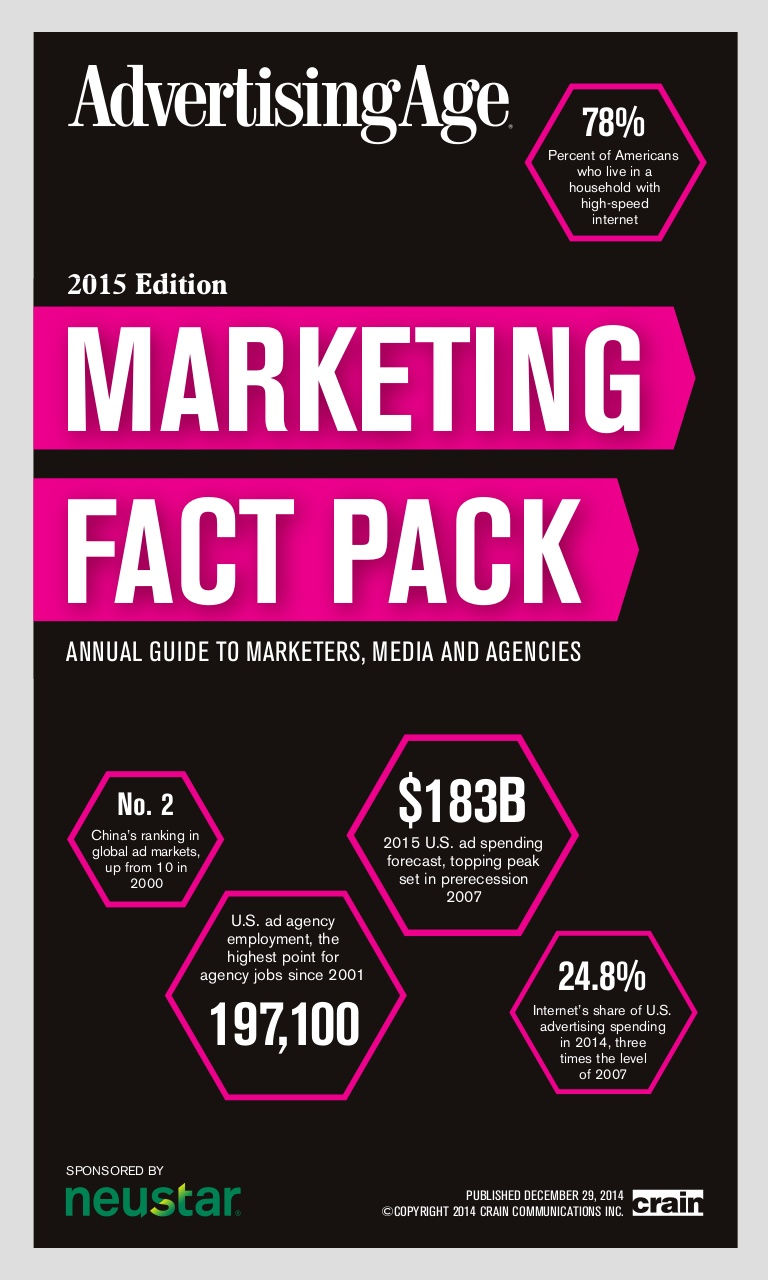 Advertising Age
78%
Percent of Americans
who live in a
household with
high-speed
internet
2015 Edition
MARKETING
FACT PACK
ANNUAL GUIDE TO MARKETERS, MEDIA AND AGENCIES
No. 2
China's ranking in
global ad markets,
up from 10 in
2000
$183B
2015 U.S. ad spending
forecast, topping peak
set in prerecession
2007
U.S. ad agency
employment, the
highest point for
agency jobs since 2001
197,100
24.8%
Internet's share of U.S.
advertising spending
in 2014, three
times the level
of 2007
SPONSORED BY
neustar®
PUBLISHED DECEMBER 29, 2014
©COPYRIGHT 2014 CRAIN COMMUNICATIONS INC.
crain